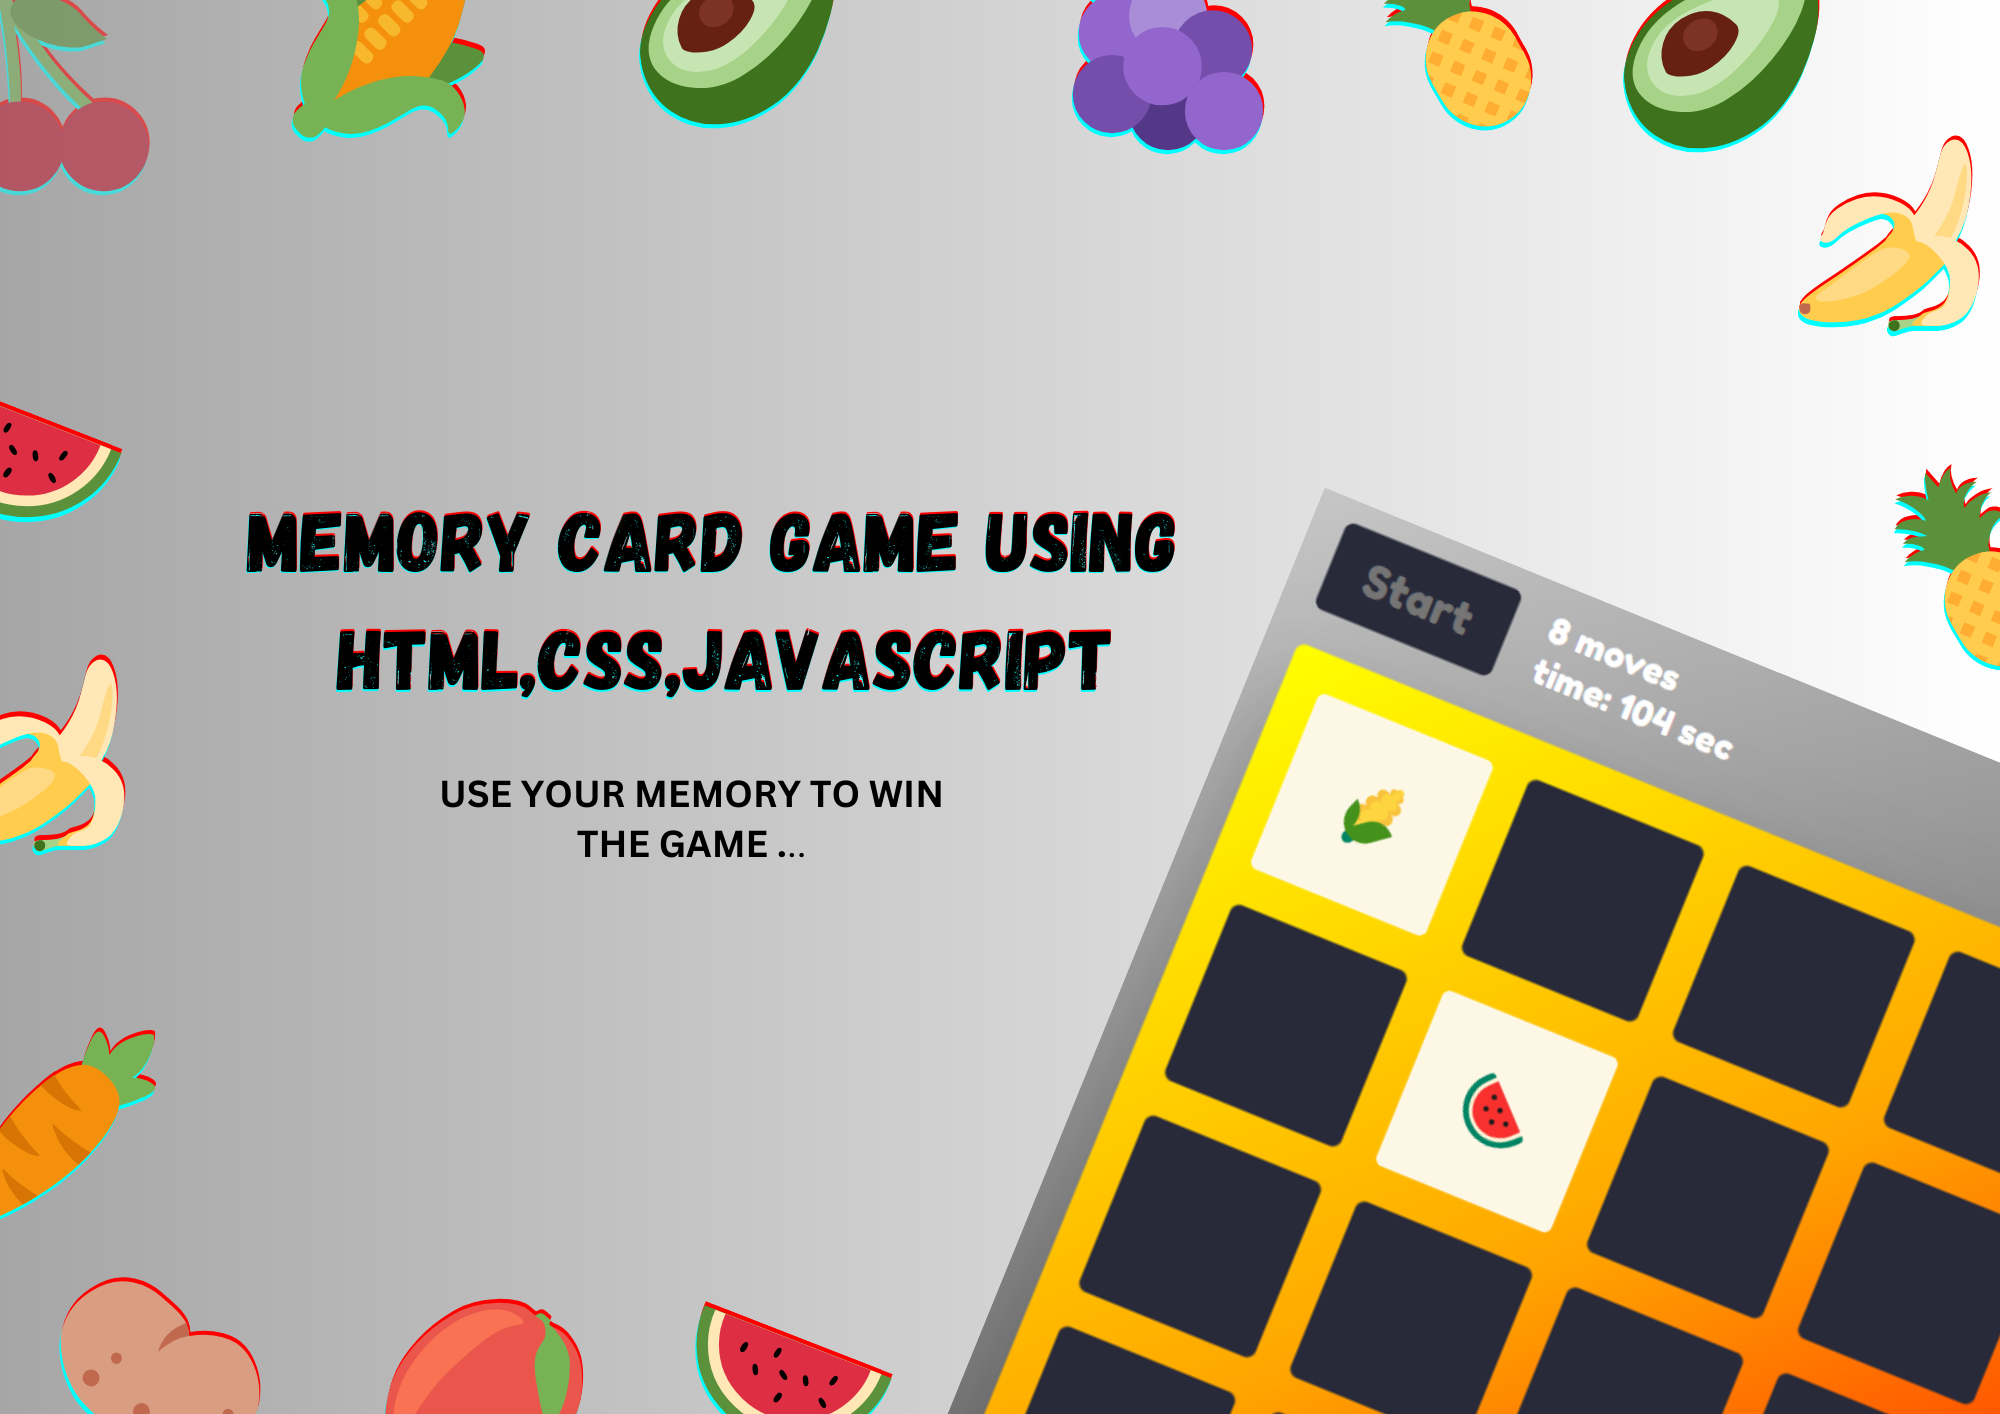 MEMORY CARD GAME USING
HTML,CSS,JAVASCRIPT
USE YOUR MEMORY TO WIN
THE GAME ...
Start
8 moves
time: 104 sec